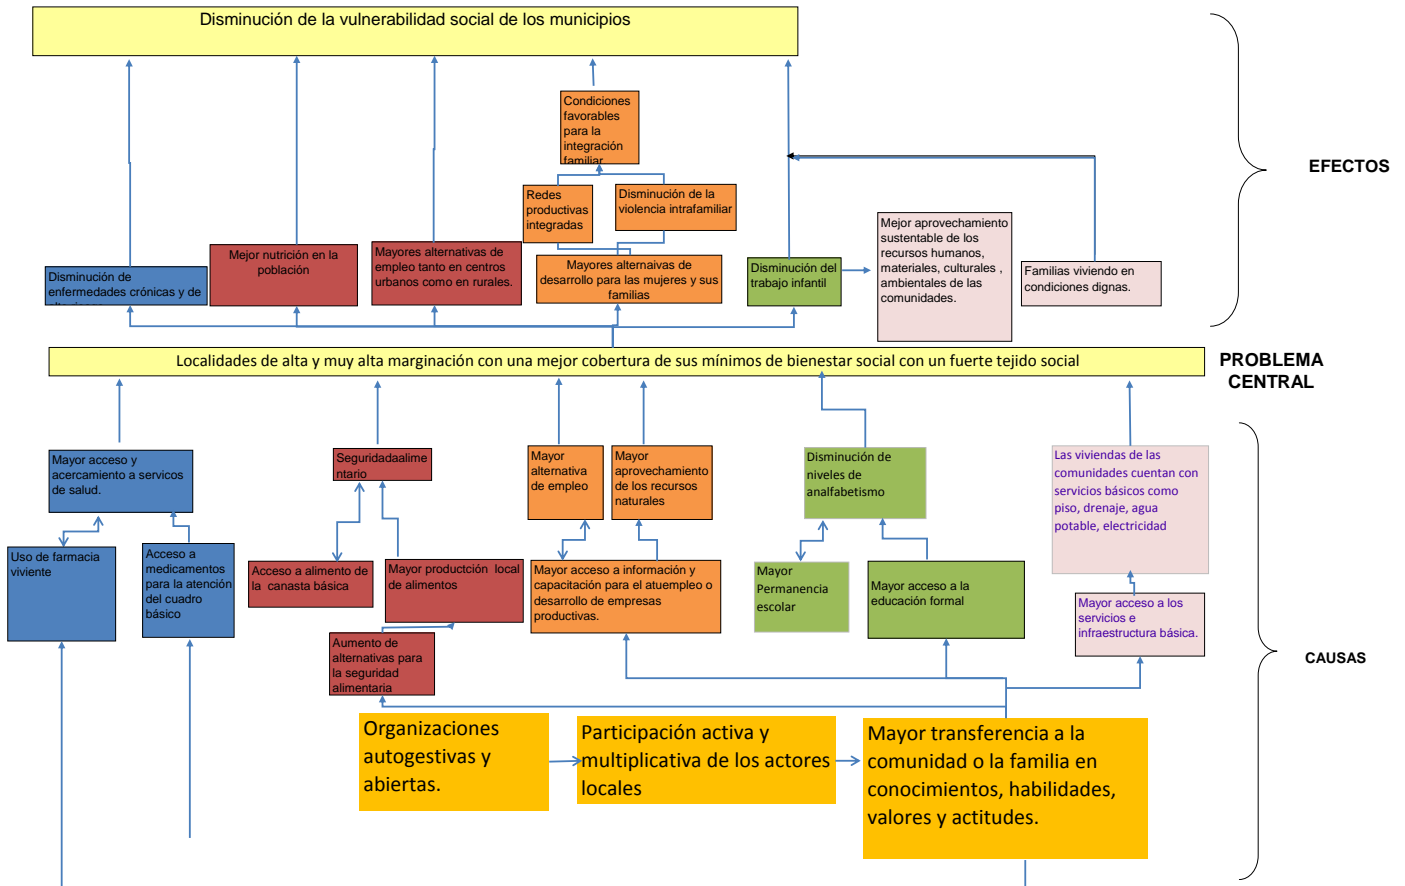 Disminución de la vulnerabilidad social de los municipios
Condiciones
favorables
para la
integración
familiar
EFECTOS
Redes
productivas
integradas
Disminución de la
violencia intrafamiliar
Mejor aprovechamiento
sustentable de los
recursos humanos,
materiales, culturales ,
ambientales de las
comunidades.
Disminución de
enfermedades crónicas y de
Mejor nutrición en la
población
Mayores alternativas de
empleo tanto en centros
urbanos como en rurales.
Mayores alternaivas de
desarrollo para las mujeres y sus
familias
Disminución del
trabajo infantil
Familias viviendo en
condiciones dignas.
Localidades de alta y muy alta marginación con una mejor cobertura de sus mínimos de bienestar social con un fuerte tejido social
PROBLEMA
CENTRAL
Mayor acceso y
acercamiento a servicos
de salud.
Seguridadaalime
ntario
Mayor
alternativa
de empleo
Mayor
aprovechamiento
de los recursos
naturales
Disminución de
niveles de
analfabetismo
Las viviendas de las
comunidades cuentan con
servicios básicos como
piso, drenaje, agua
potable, electricidad
Uso de farmacia
viviente
Acceso a
medicamentos
para la atención
del cuadro
básico
Acceso a alimento de
la canasta básica
Mayor productción local
de alimentos
Mayor acceso a información y
capacitación para el atuempleo o
desarrollo de empresas
productivas.
Mayor
Permanencia
escolar
Mayor acceso a la
educación formal
Mayor acceso a los
servicios e
infraestructura básica.
Aumento de
alternativas para
la seguridad
alimentaria
CAUSAS
Organizaciones
autogestivas y
abiertas.
Participación activa y
multiplicativa de los actores
locales
Mayor transferencia a la
comunidad o la familia en
conocimientos, habilidades,
valores y actitudes.